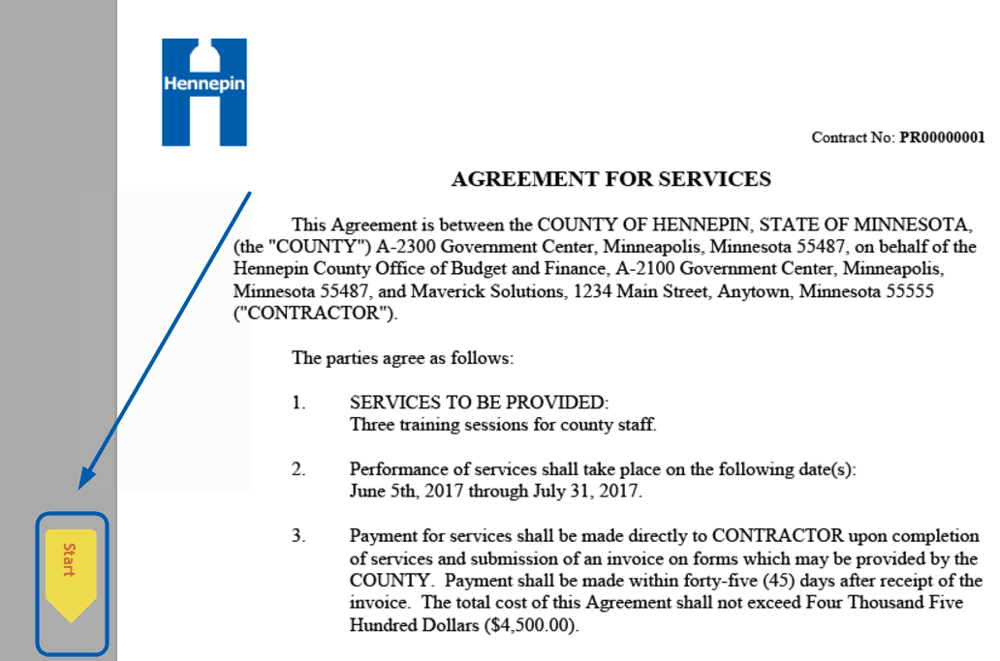 Hennepin
Contract No: PR00000001
AGREEMENT FOR SERVICES
This Agreement is between the COUNTY OF HENNEPIN, STATE OF MINNESOTA,
(the "COUNTY") A-2300 Government Center, Minneapolis, Minnesota 55487, on behalf of the
Hennepin County Office of Budget and Finance, A-2100 Government Center, Minneapolis,
Minnesota 55487, and Maverick Solutions, 1234 Main Street, Anytown, Minnesota 55555
("CONTRACTOR").
The parties agree as follows:
1. SERVICES TO BE PROVIDED:
Three training sessions for county staff.
2. Performance of services shall take place on the following date(s):
June 5th, 2017 through July 31, 2017.
3. Payment for services shall be made directly to CONTRACTOR upon completion
of services and submission of an invoice on forms which may be provided by the
COUNTY. Payment shall be made within forty-five (45) days after receipt of the
invoice. The total cost of this Agreement shall not exceed Four Thousand Five
Hundred Dollars ($4,500.00).
Start